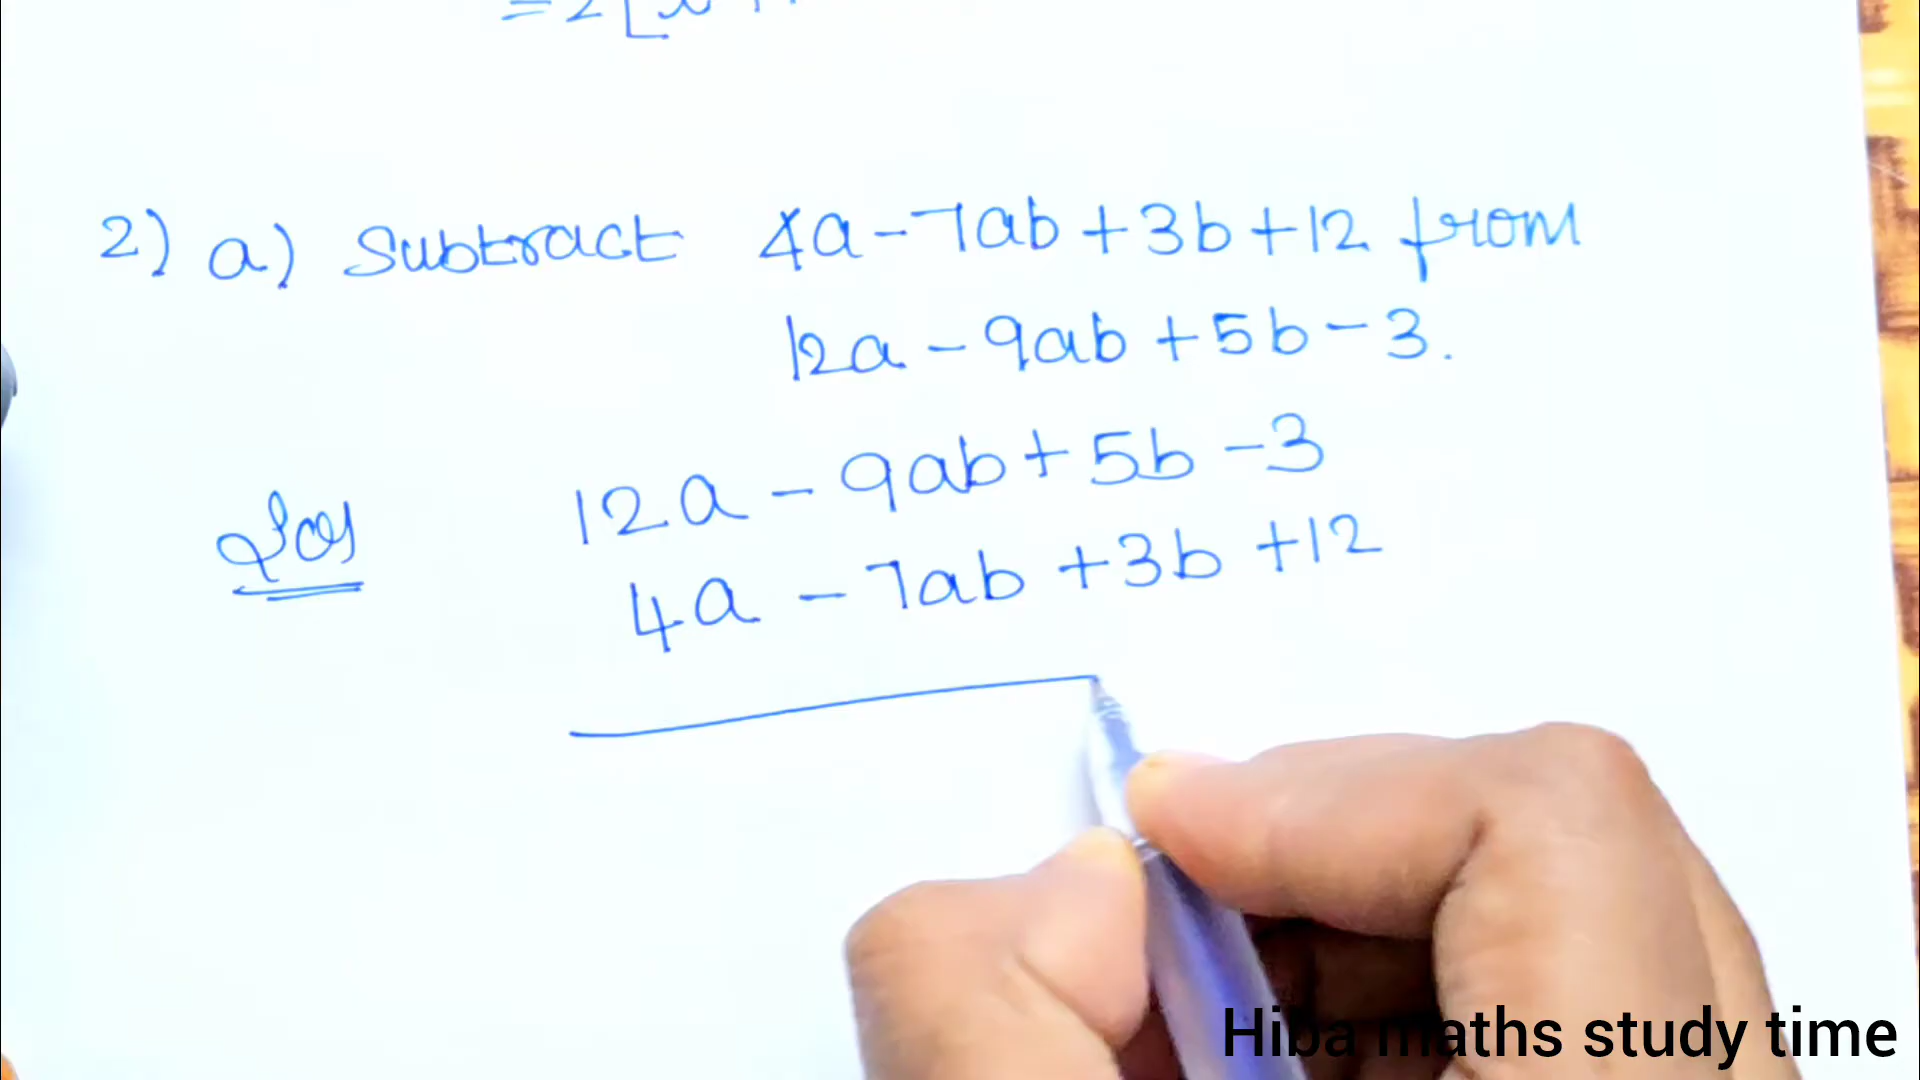 = 2
2) a) Subtract 4a - 7ab + 3b + 12 from
12a - 9ab + 5b - 3.
12a - 9ab + 5b - 3
Sol
4a - 7ab + 3b + 12
Hiba maths study time